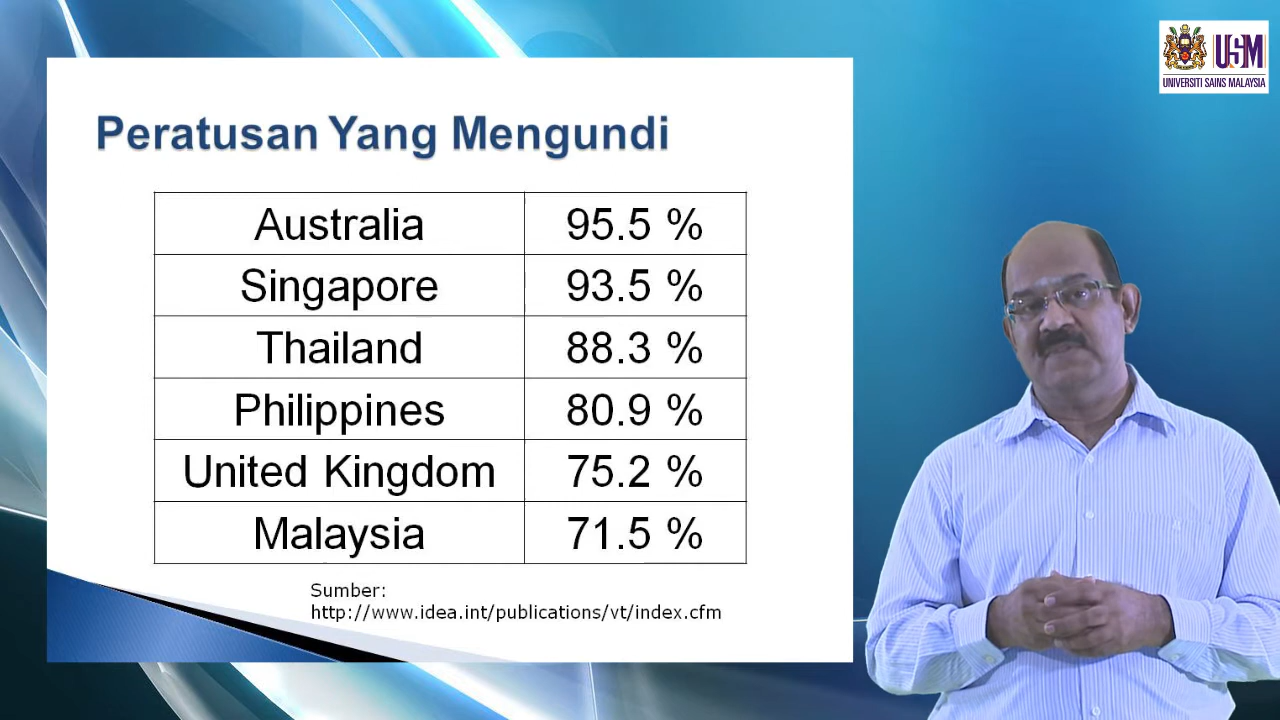 USM
UNIVERSITI SAINS MALAYSIA
Peratusan Yang Mengundi
Australia 95.5 %
Singapore 93.5 %
Thailand 88.3 %
Philippines 80.9 %
United Kingdom 75.2 %
Malaysia 71.5 %
Sumber:
http://www.idea.int/publications/vt/index.cfm